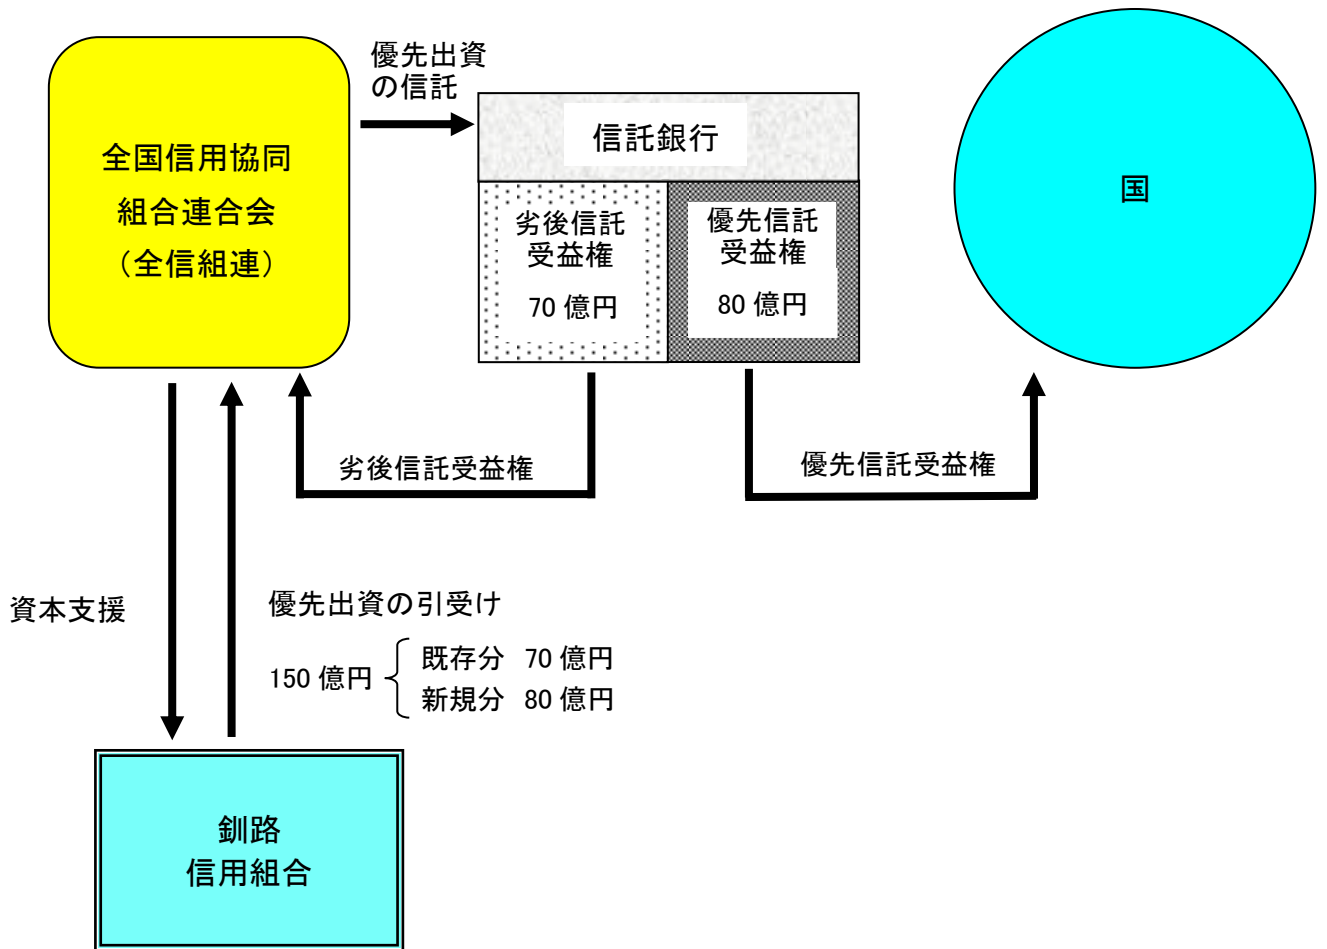 優先出資
の信託
全国信用協同
組合連合会
（全信組連）
信託銀行
劣後信託
受益権
70 億円
優先信託
受益権
80 億円
国
劣後信託受益権
優先信託受益権
資本支援
優先出資の引受け
150 億円
既存分 70 億円
新規分 80 億円
釧路
信用組合